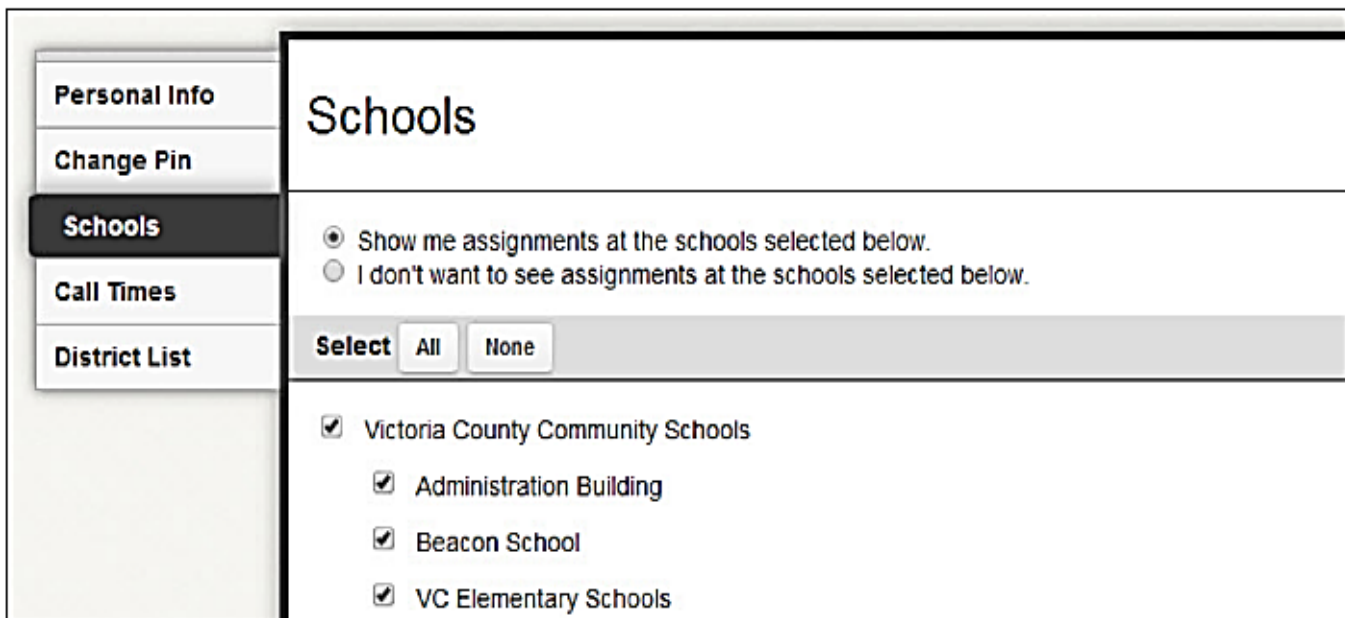 Personal Info
Change Pin
Schools
Call Times
District List
Schools
Show me assignments at the schools selected below.
I don't want to see assignments at the schools selected below.
Select All None
Victoria County Community Schools
Administration Building
Beacon School
VC Elementary Schools